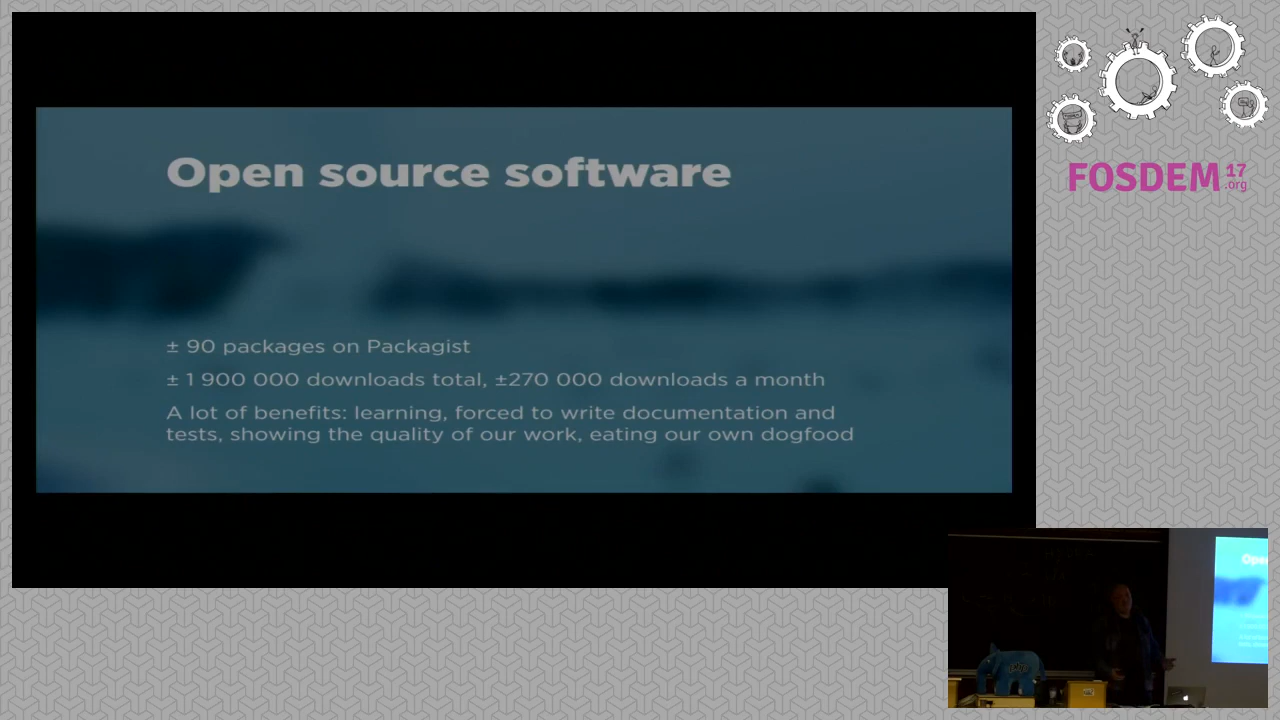 Open source software
± 90 packages on Packagist
± 1 900 000 downloads total, ±270 000 downloads a month
A lot of benefits: learning, forced to write documentation and
tests, showing the quality of our work, eating our own dogfood
FOSDEM 17
.org